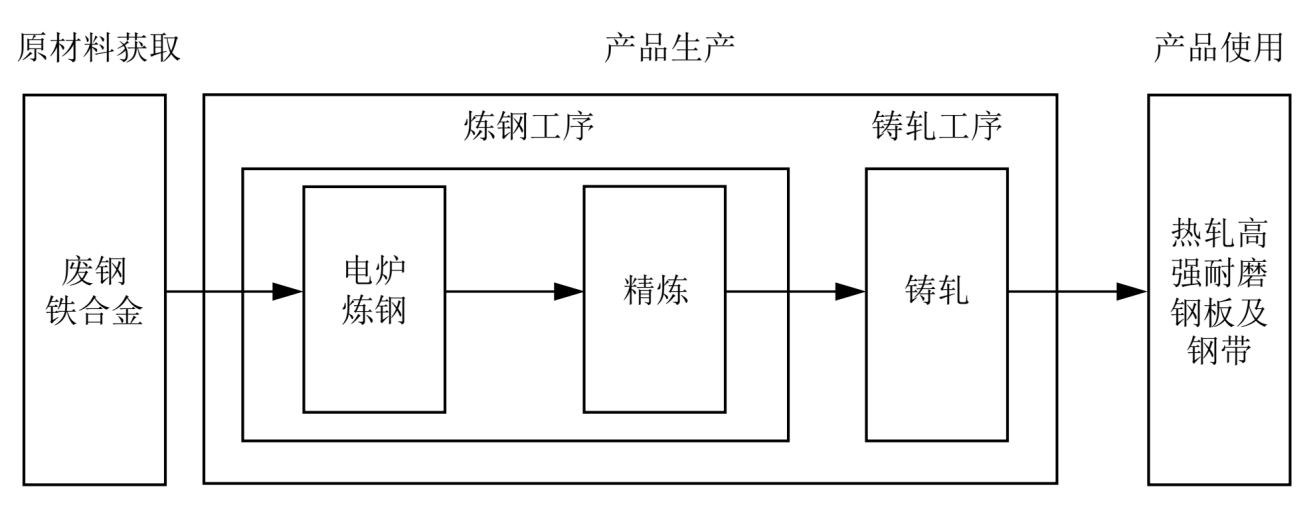 原材料获取
产品生产
产品使用
炼钢工序
铸轧工序
废钢
铁合金
电炉
炼钢
精炼
铸轧
热轧高
强耐磨
钢板及
钢带